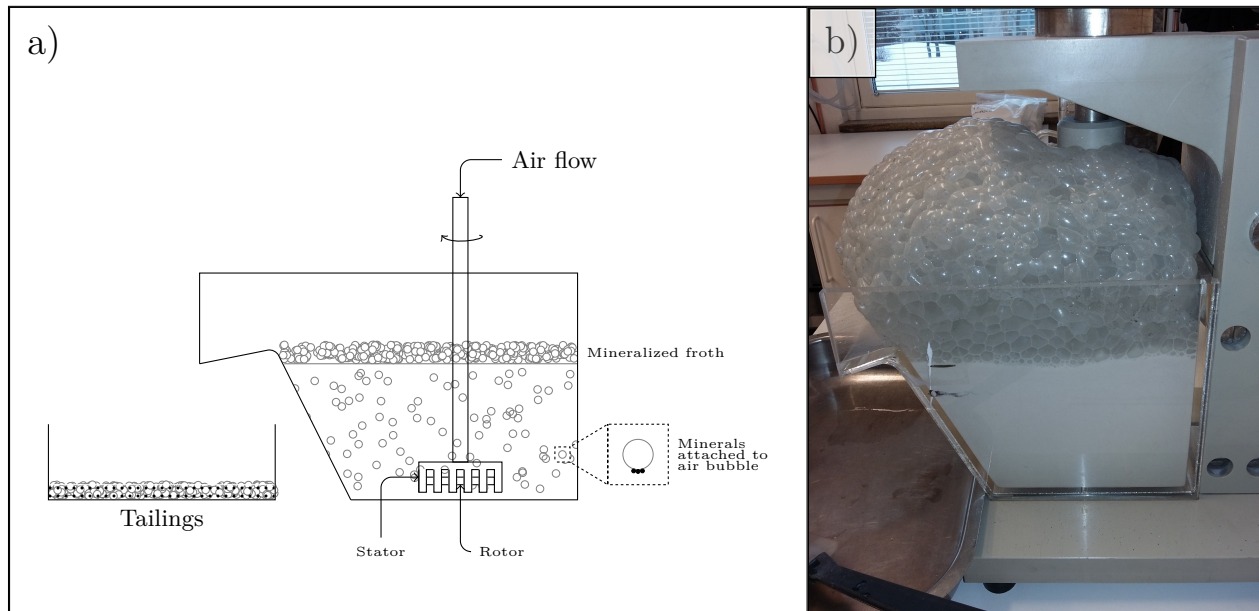 a)
b)
Air flow
Mineralized froth
Minerals
attached to
air bubble
Tailings
Stator
Rotor